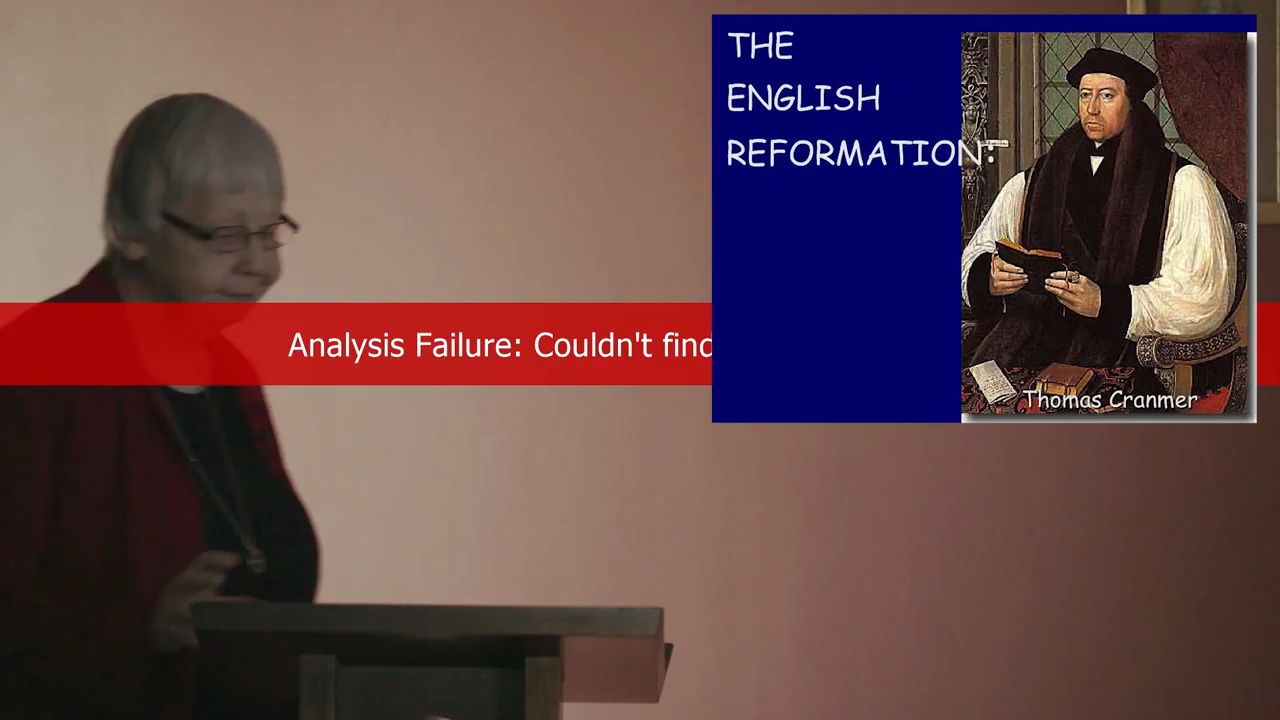 THE
ENGLISH
REFORMATION:
Thomas Cranmer
Analysis Failure: Couldn't find